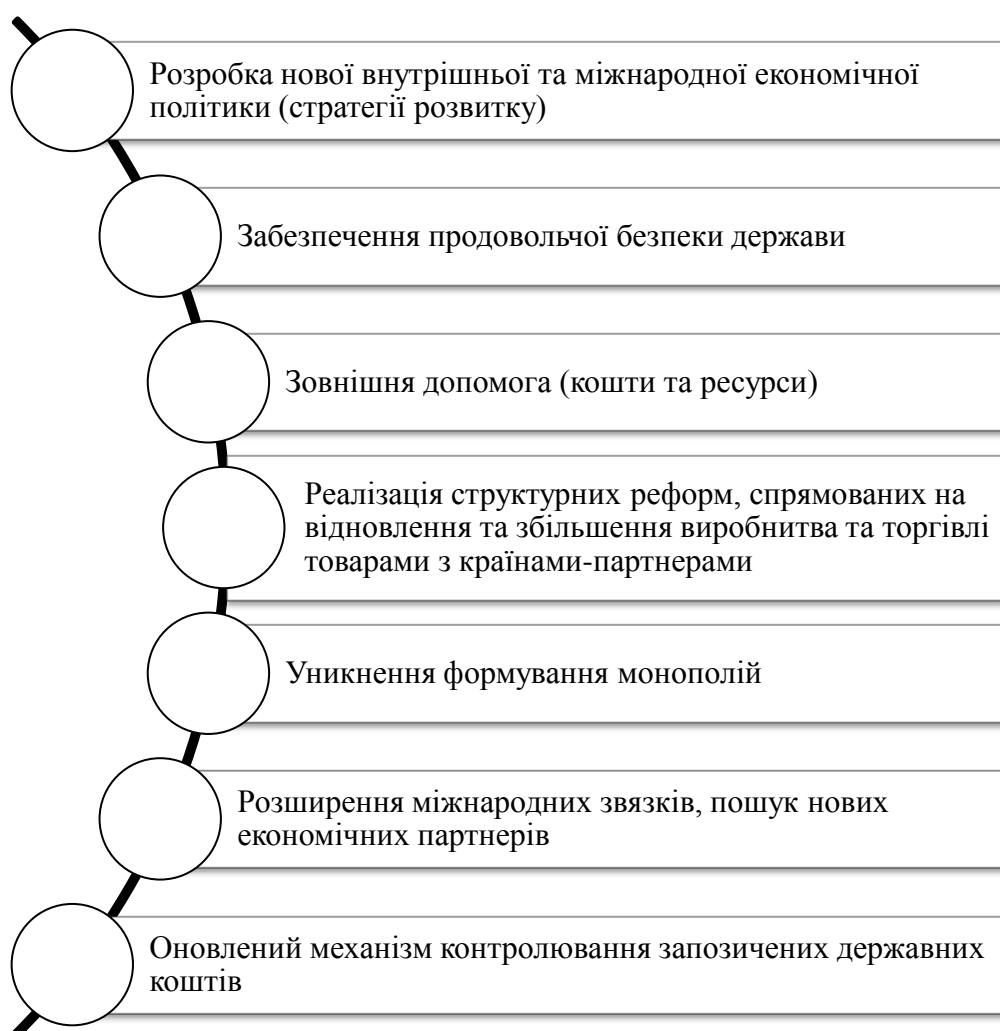 Розробка нової внутрішньої та міжнародної економічної
політики (стратегії розвитку)
Забезпечення продовольчої безпеки держави
Зовнішня допомога (кошти та ресурси)
Реалізація структурних реформ, спрямованих на
відновлення та збільшення виробнитва та торгівлі
товарами з країнами-партнерами
Уникнення формування монополій
Розширення міжнародних звязків, пошук нових
економічних партнерів
Оновлений механізм контролювання запозичених державних
коштів